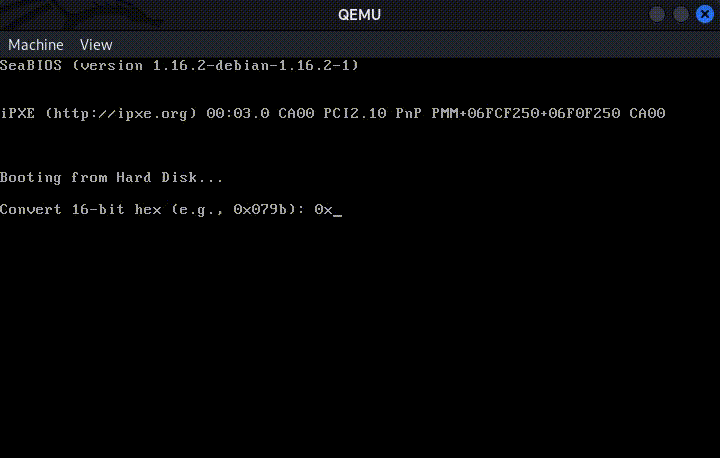 QEMU
Machine View
SeaBIOS (version 1.16.2-debian-1.16.2-1)
iPXE (http://ipxe.org) 00:03.0 CA00 PCI2.10 PnP PMM+06FCF250+06F0F250 CA00
Booting from Hard Disk...
Convert 16-bit hex (e.g., 0x079b): 0x_